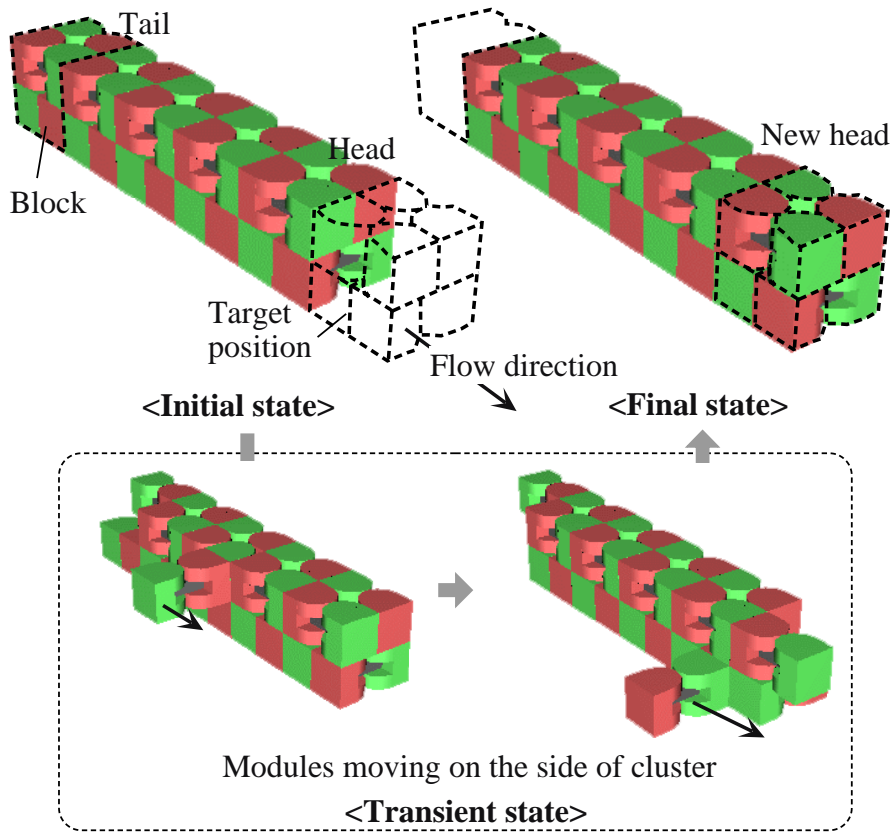 Tail
Head
New head
Block
Target
position
Flow direction
<Initial state>
<Final state>
Modules moving on the side of cluster
<Transient state>